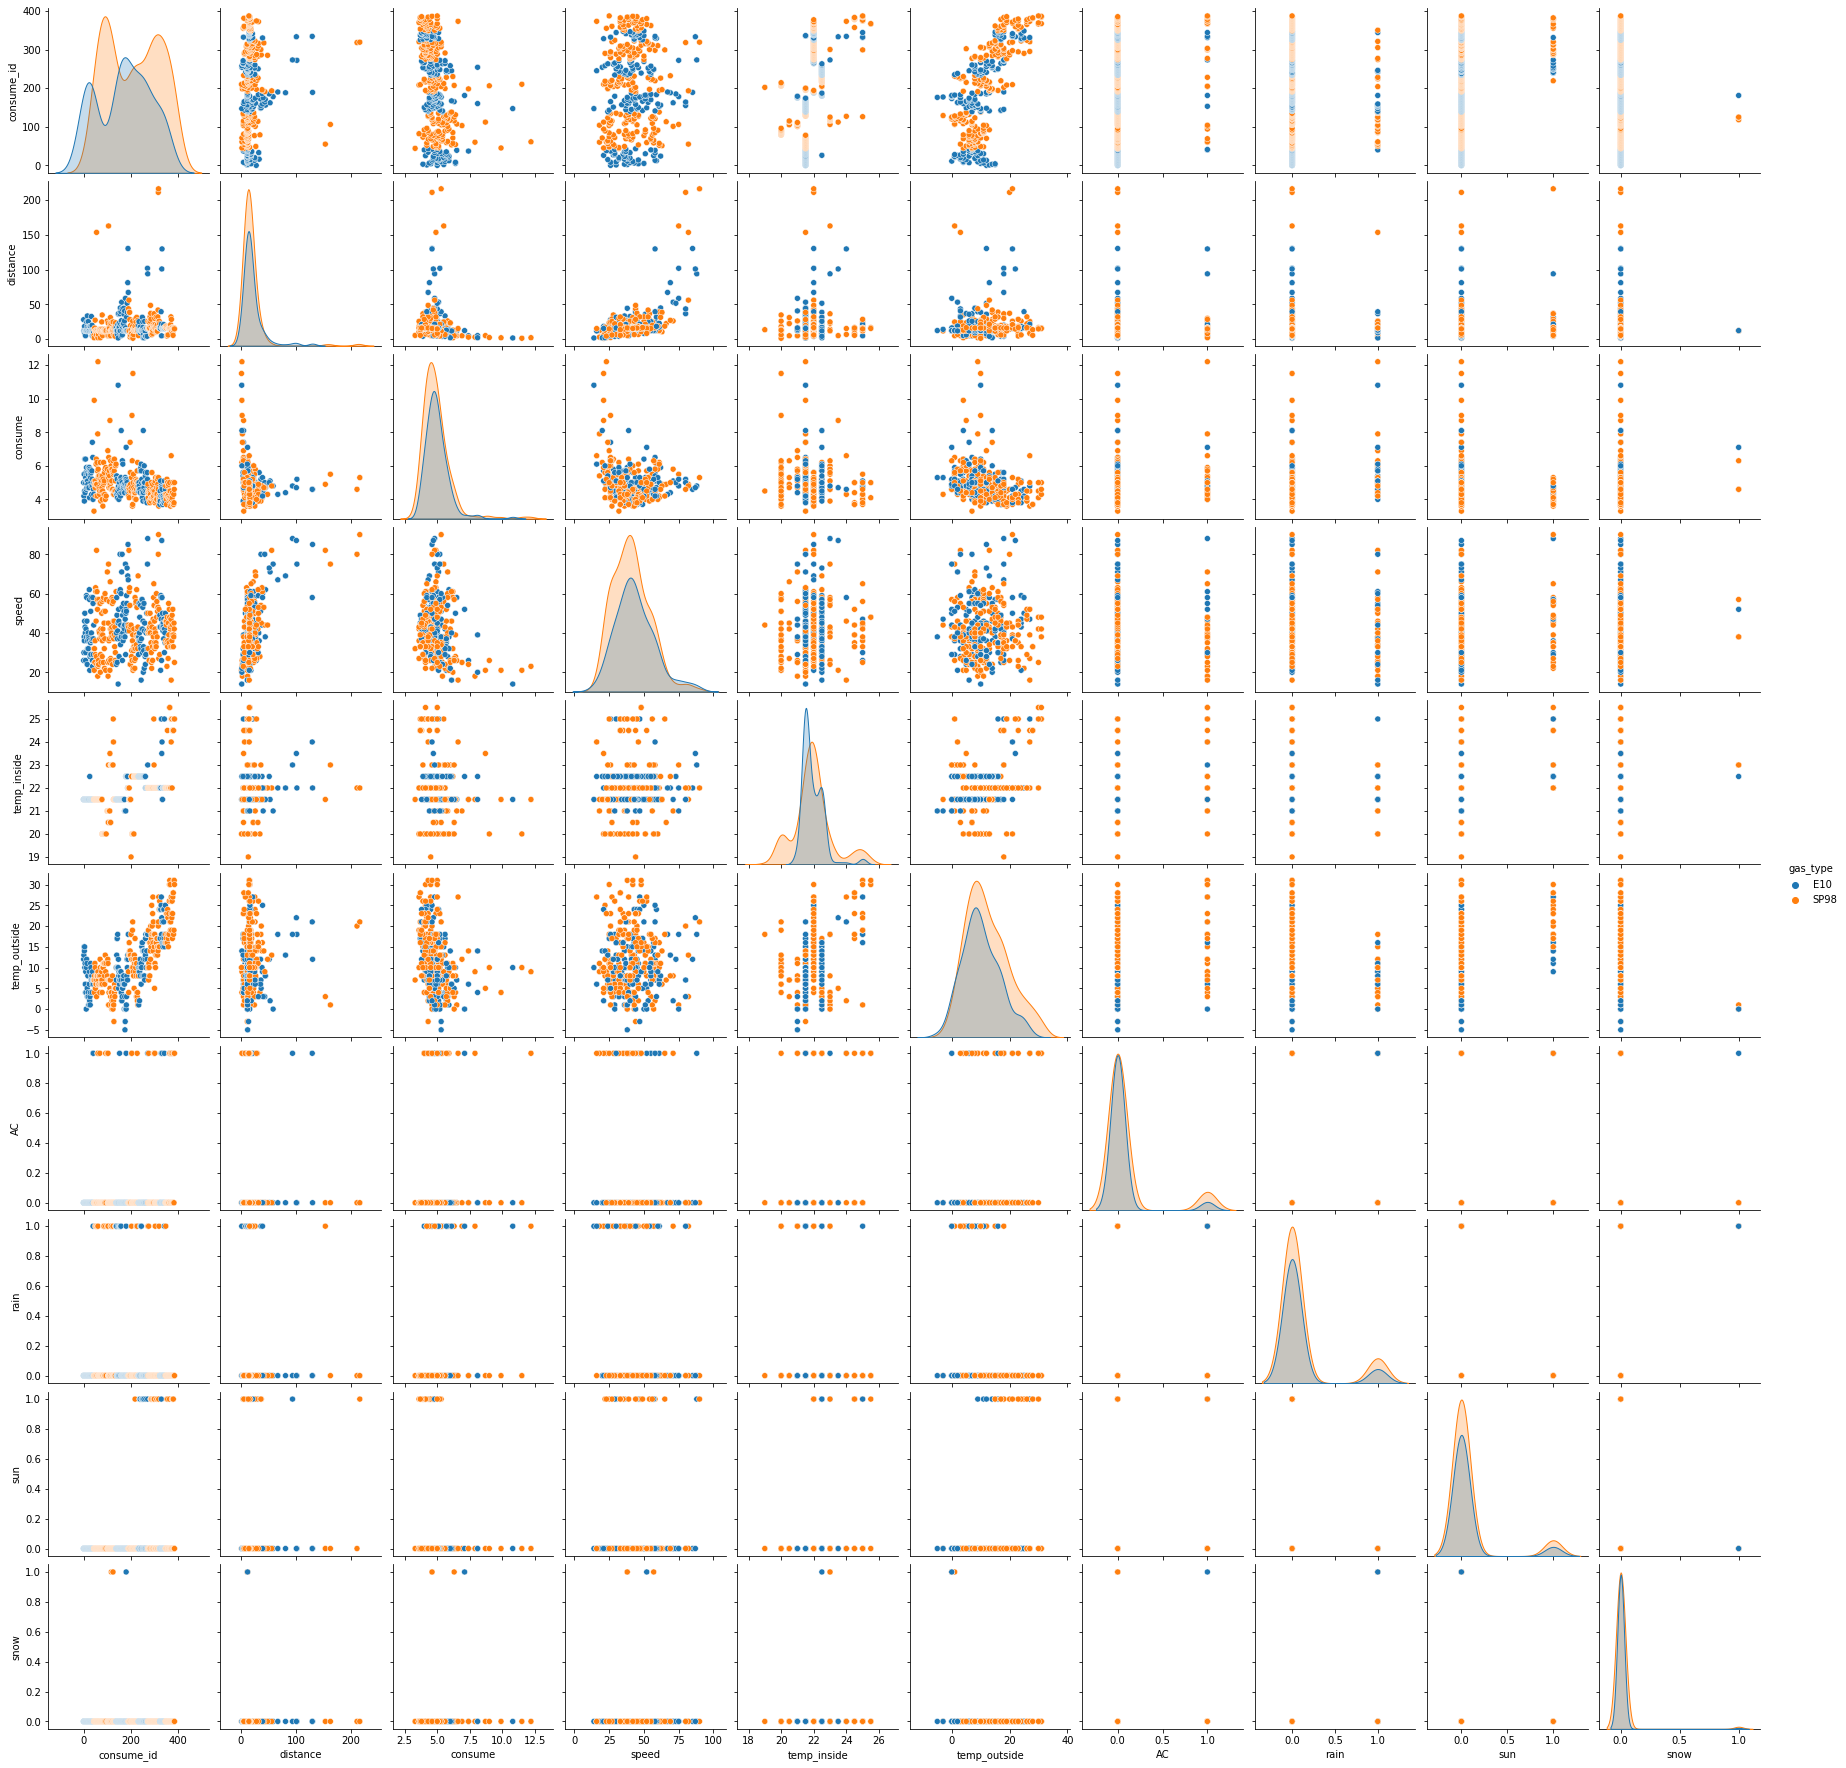 400
300
200
100
0
consume_id
200
150
100
50
0
distance
12
10
8
6
4
consume
80
60
40
20
speed
25
24
23
22
21
20
19
temp_inside
30
25
20
15
10
5
0
−5
temp_outside
gas_type
E10
SP98
1.0
0.8
0.6
0.4
0.2
0.0
AC
1.0
0.8
0.6
0.4
0.2
0.0
rain
1.0
0.8
0.6
0.4
0.2
0.0
sun
1.0
0.8
0.6
0.4
0.2
0.0
snow
0 200 400
0 100 200
2.5 5.0 7.5 10.0 12.5
0 25 50 75 100
18 20 22 24 26
0 20 40
0.0 0.5 1.0
0.0 0.5 1.0
0.0 0.5 1.0
0.0 0.5 1.0
consume_id
distance
consume
speed
temp_inside
temp_outside
AC
rain
sun
snow